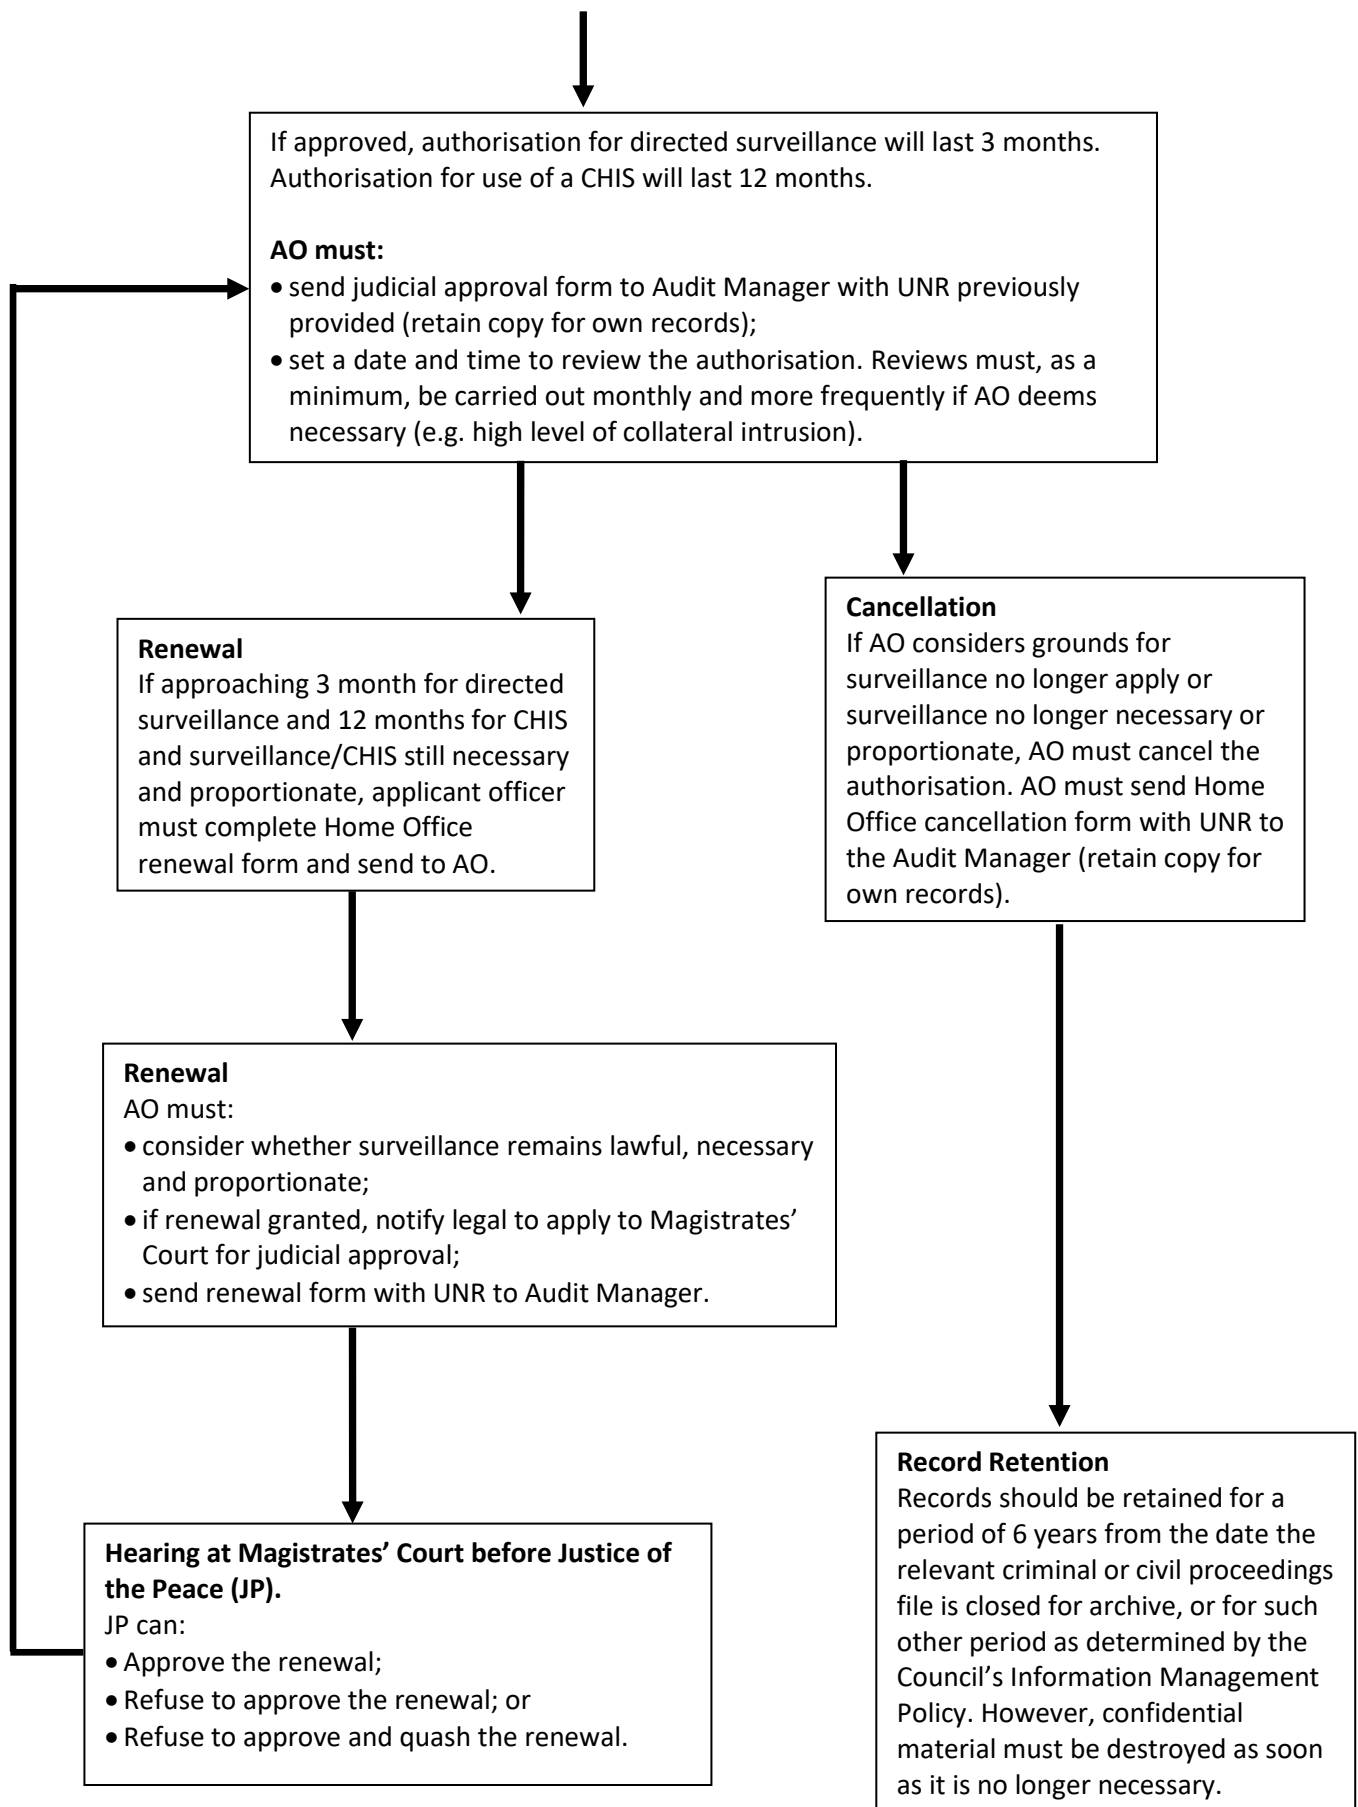 If approved, authorisation for directed surveillance will last 3 months.
Authorisation for use of a CHIS will last 12 months.
AO must:
• send judicial approval form to Audit Manager with UNR previously
provided (retain copy for own records);
• set a date and time to review the authorisation. Reviews must, as a
minimum, be carried out monthly and more frequently if AO deems
necessary (e.g. high level of collateral intrusion).
Renewal
If approaching 3 month for directed
surveillance and 12 months for CHIS
and surveillance/CHIS still necessary
and proportionate, applicant officer
must complete Home Office
renewal form and send to AO.
Cancellation
If AO considers grounds for
surveillance no longer apply or
surveillance no longer necessary or
proportionate, AO must cancel the
authorisation. AO must send Home
Office cancellation form with UNR to
the Audit Manager (retain copy for
own records).
Renewal
AO must:
• consider whether surveillance remains lawful, necessary
and proportionate;
• if renewal granted, notify legal to apply to Magistrates’
Court for judicial approval;
• send renewal form with UNR to Audit Manager.
Hearing at Magistrates’ Court before Justice of
the Peace (JP).
JP can:
• Approve the renewal;
• Refuse to approve the renewal; or
• Refuse to approve and quash the renewal.
Record Retention
Records should be retained for a
period of 6 years from the date the
relevant criminal or civil proceedings
file is closed for archive, or for such
other period as determined by the
Council’s Information Management
Policy. However, confidential
material must be destroyed as soon
as it is no longer necessary.